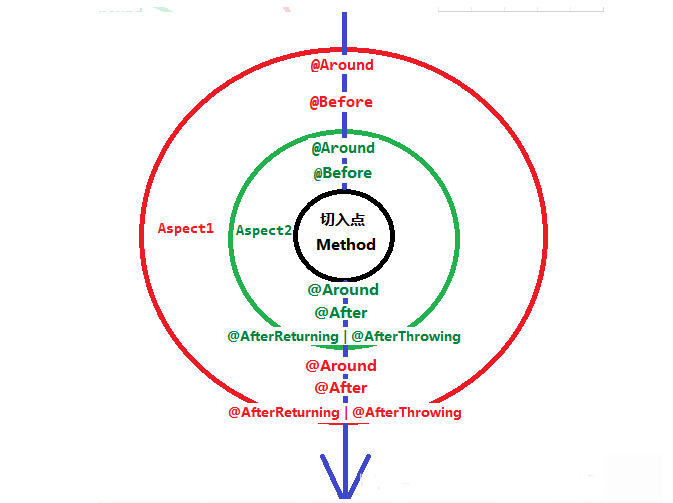 @Around
@Before
@Around
@Before
切入点
Method
Aspect1
Aspect2
@Around
@After
@AfterReturning | @AfterThrowing
@Around
@After
@AfterReturning | @AfterThrowing